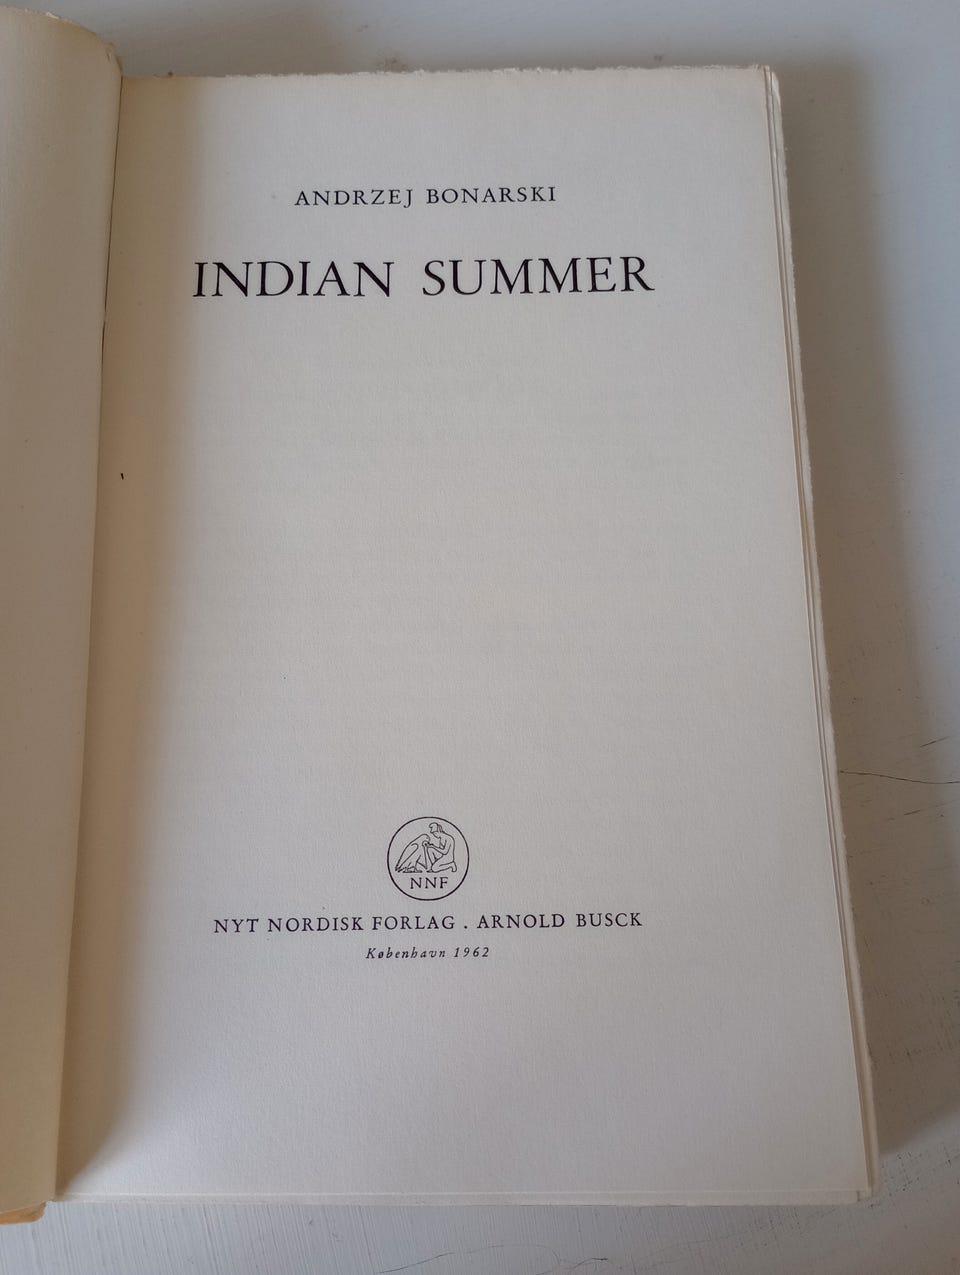 ANDRZEJ BONARSKI
INDIAN SUMMER
NNF
NYT NORDISK FORLAG . ARNOLD BUSCK
København 1962